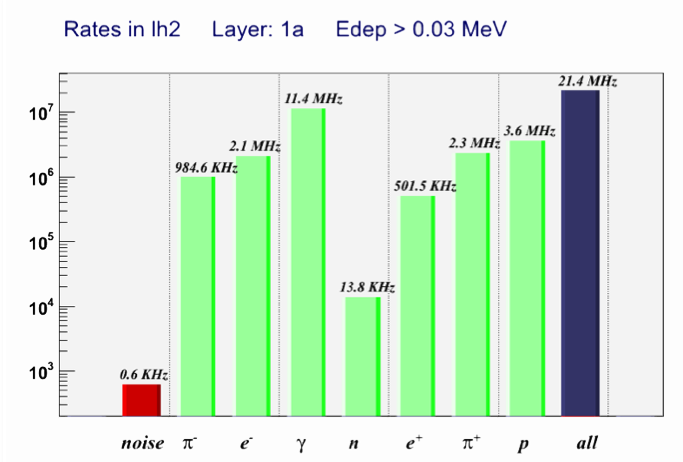 Rates in lh2 Layer: 1a Edep > 0.03 MeV
21.4 MHz
11.4 MHz
10⁷
3.6 MHz
2.1 MHz
2.3 MHz
984.6 KHz
10⁶
501.5 KHz
10⁵
13.8 KHz
10⁴
10³
0.6 KHz
noise π⁻ e⁻ γ n e⁺ π⁺ p all